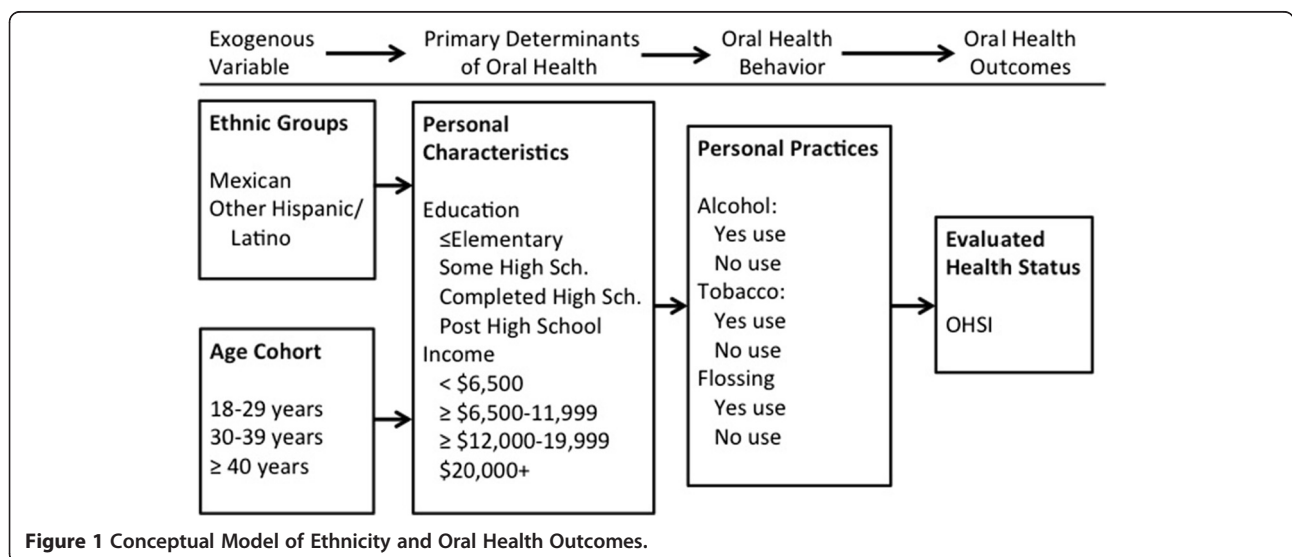 Exogenous
Variable
Primary Determinants
of Oral Health
Oral Health
Behavior
Oral Health
Outcomes
Ethnic Groups
Mexican
Other Hispanic/
Latino
Age Cohort
18-29 years
30-39 years
≥ 40 years
Personal
Characteristics
Education
≤Elementary
Some High Sch.
Completed High Sch.
Post High School
Income
< $6,500
≥ $6,500-11,999
≥ $12,000-19,999
$20,000+
Personal Practices
Alcohol:
Yes use
No use
Tobacco:
Yes use
No use
Flossing
Yes use
No use
Evaluated
Health Status
OHSI
Figure 1 Conceptual Model of Ethnicity and Oral Health Outcomes.